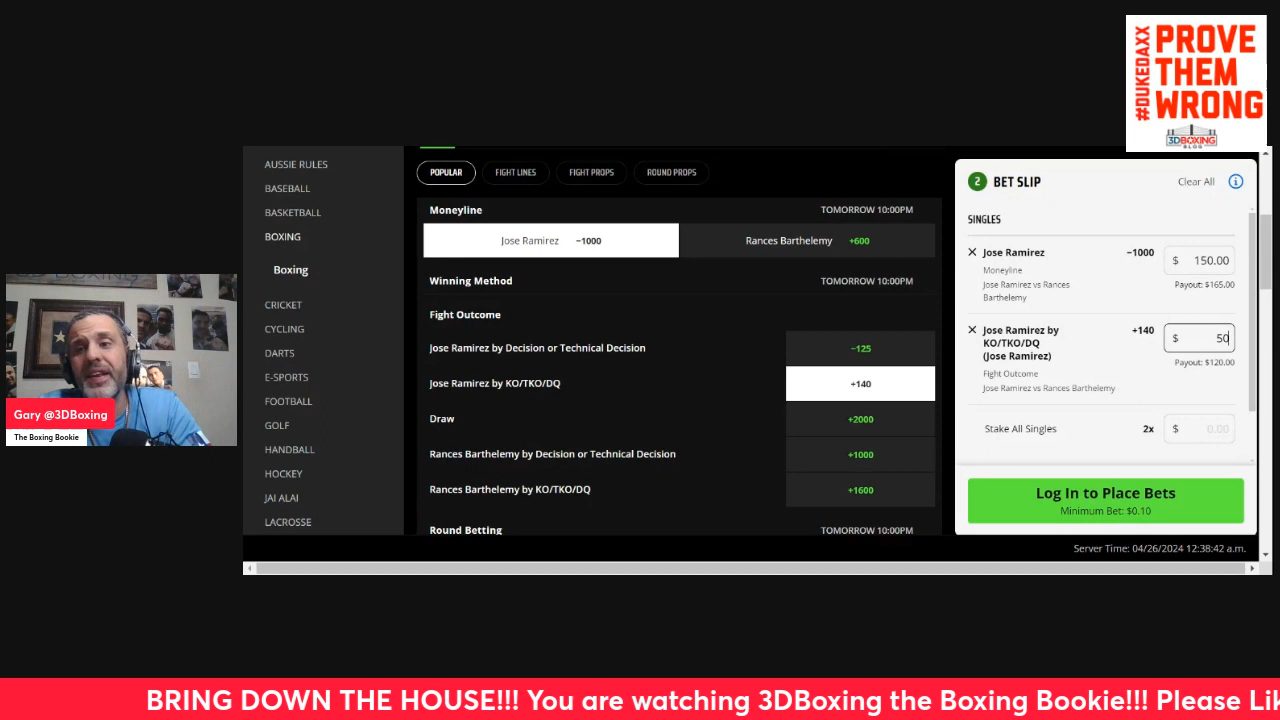 #DUKEDAXX
PROVE
THEM
WRONG
3DBOXING
BLOG
AUSSIE RULES
BASEBALL
BASKETBALL
BOXING
Boxing
CRICKET
CYCLING
DARTS
E-SPORTS
FOOTBALL
GOLF
HANDBALL
HOCKEY
JAI ALAI
LACROSSE
POPULAR FIGHT LINES FIGHT PROPS ROUND PROPS
Moneyline TOMORROW 10:00PM
Jose Ramirez −1000 Rances Barthelemy +600
Winning Method TOMORROW 10:00PM
Fight Outcome
Jose Ramirez by Decision or Technical Decision −125
Jose Ramirez by KO/TKO/DQ +140
Draw +2000
Rances Barthelemy by Decision or Technical Decision +1000
Rances Barthelemy by KO/TKO/DQ +1600
Round Betting TOMORROW 10:00PM
2 BET SLIP Clear All
SINGLES
Jose Ramirez −1000 $ 150.00
Moneyline
Jose Ramirez vs Rances Payout: $165.00
Barthelemy
Jose Ramirez by +140 $ 50
KO/TKO/DQ
(Jose Ramirez)
Payout: $120.00
Fight Outcome
Jose Ramirez vs Rances Barthelemy
Stake All Singles 2x $ 0.00
Log In to Place Bets
Minimum Bet: $0.10
Server Time: 04/26/2024 12:38:42 a.m.
Gary @3DBoxing
The Boxing Bookie
BRING DOWN THE HOUSE!!! You are watching 3DBoxing the Boxing Bookie!!! Please Lik